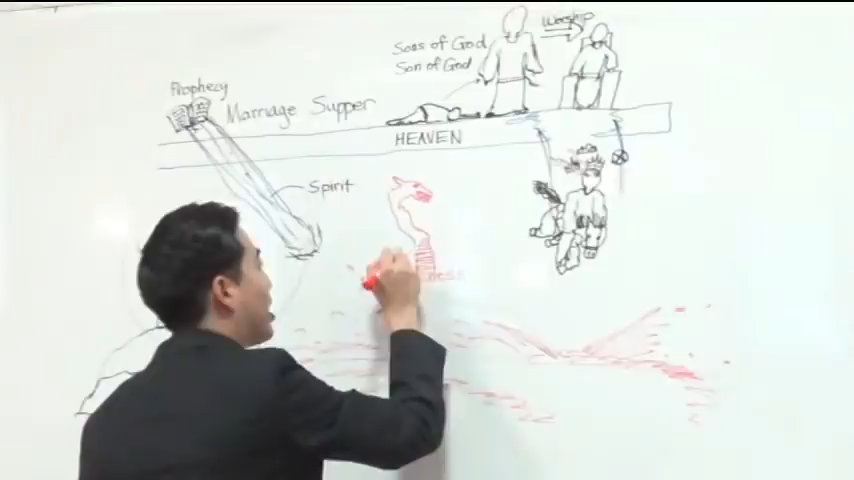 Worship
Sons of God
Son of God
Prophecy
Marriage Supper
HEAVEN
Spirit